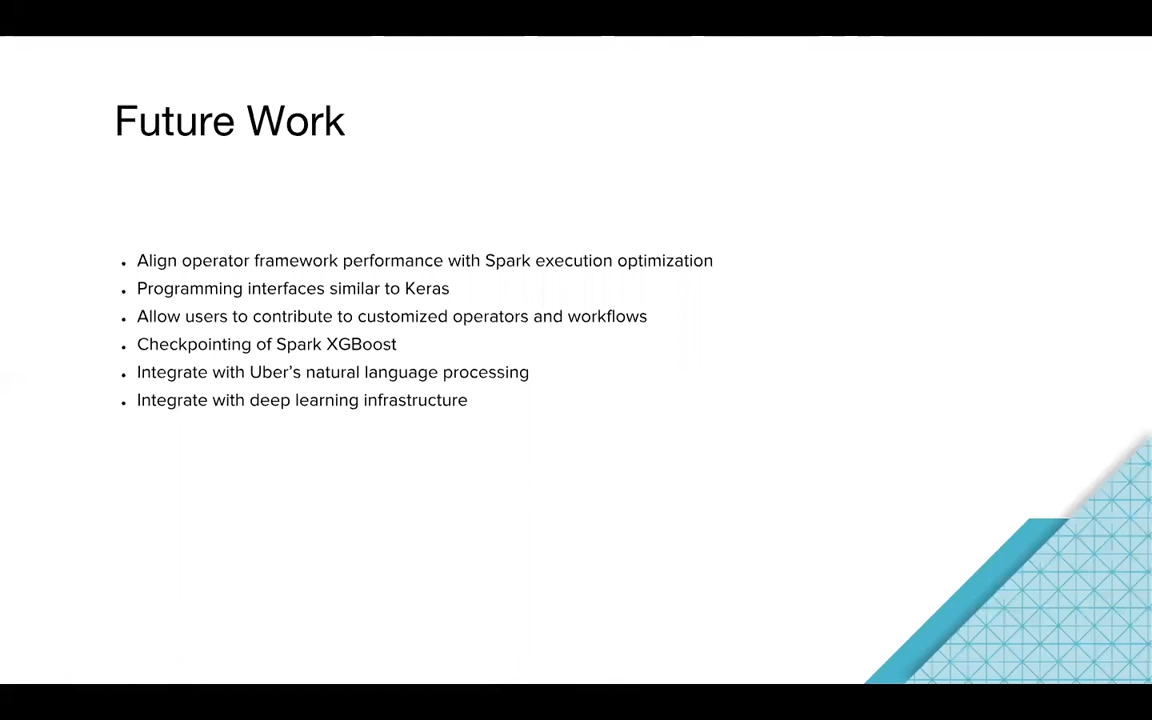 Future Work
• Align operator framework performance with Spark execution optimization
• Programming interfaces similar to Keras
• Allow users to contribute to customized operators and workflows
• Checkpointing of Spark XGBoost
• Integrate with Uber’s natural language processing
• Integrate with deep learning infrastructure